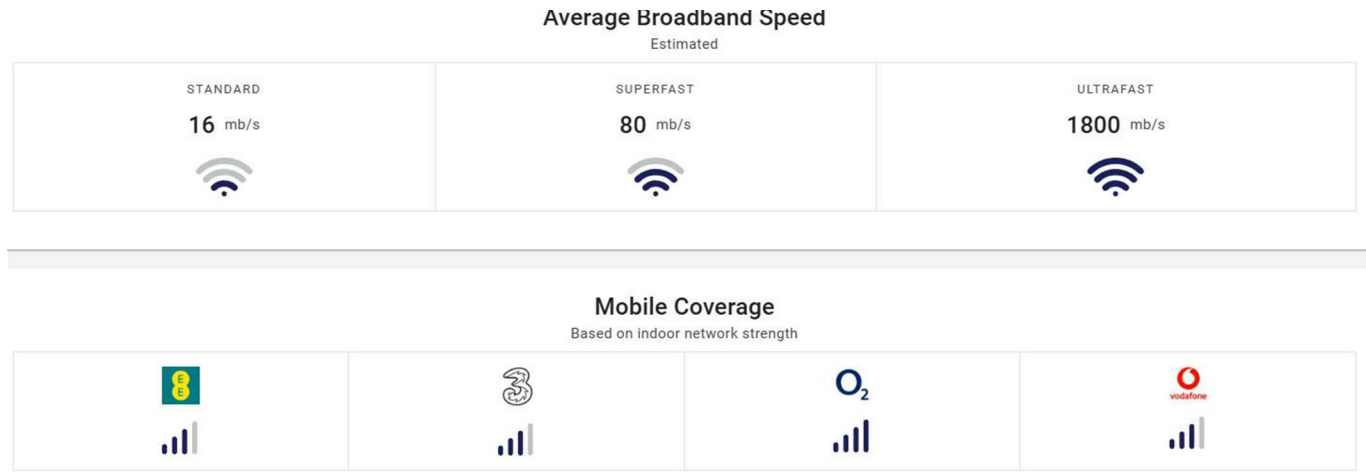 Average Broadband Speed
Estimated
STANDARD
SUPERFAST
ULTRAFAST
16 mb/s
80 mb/s
1800 mb/s
Mobile Coverage
Based on indoor network strength
EE
3
O2
vodafone